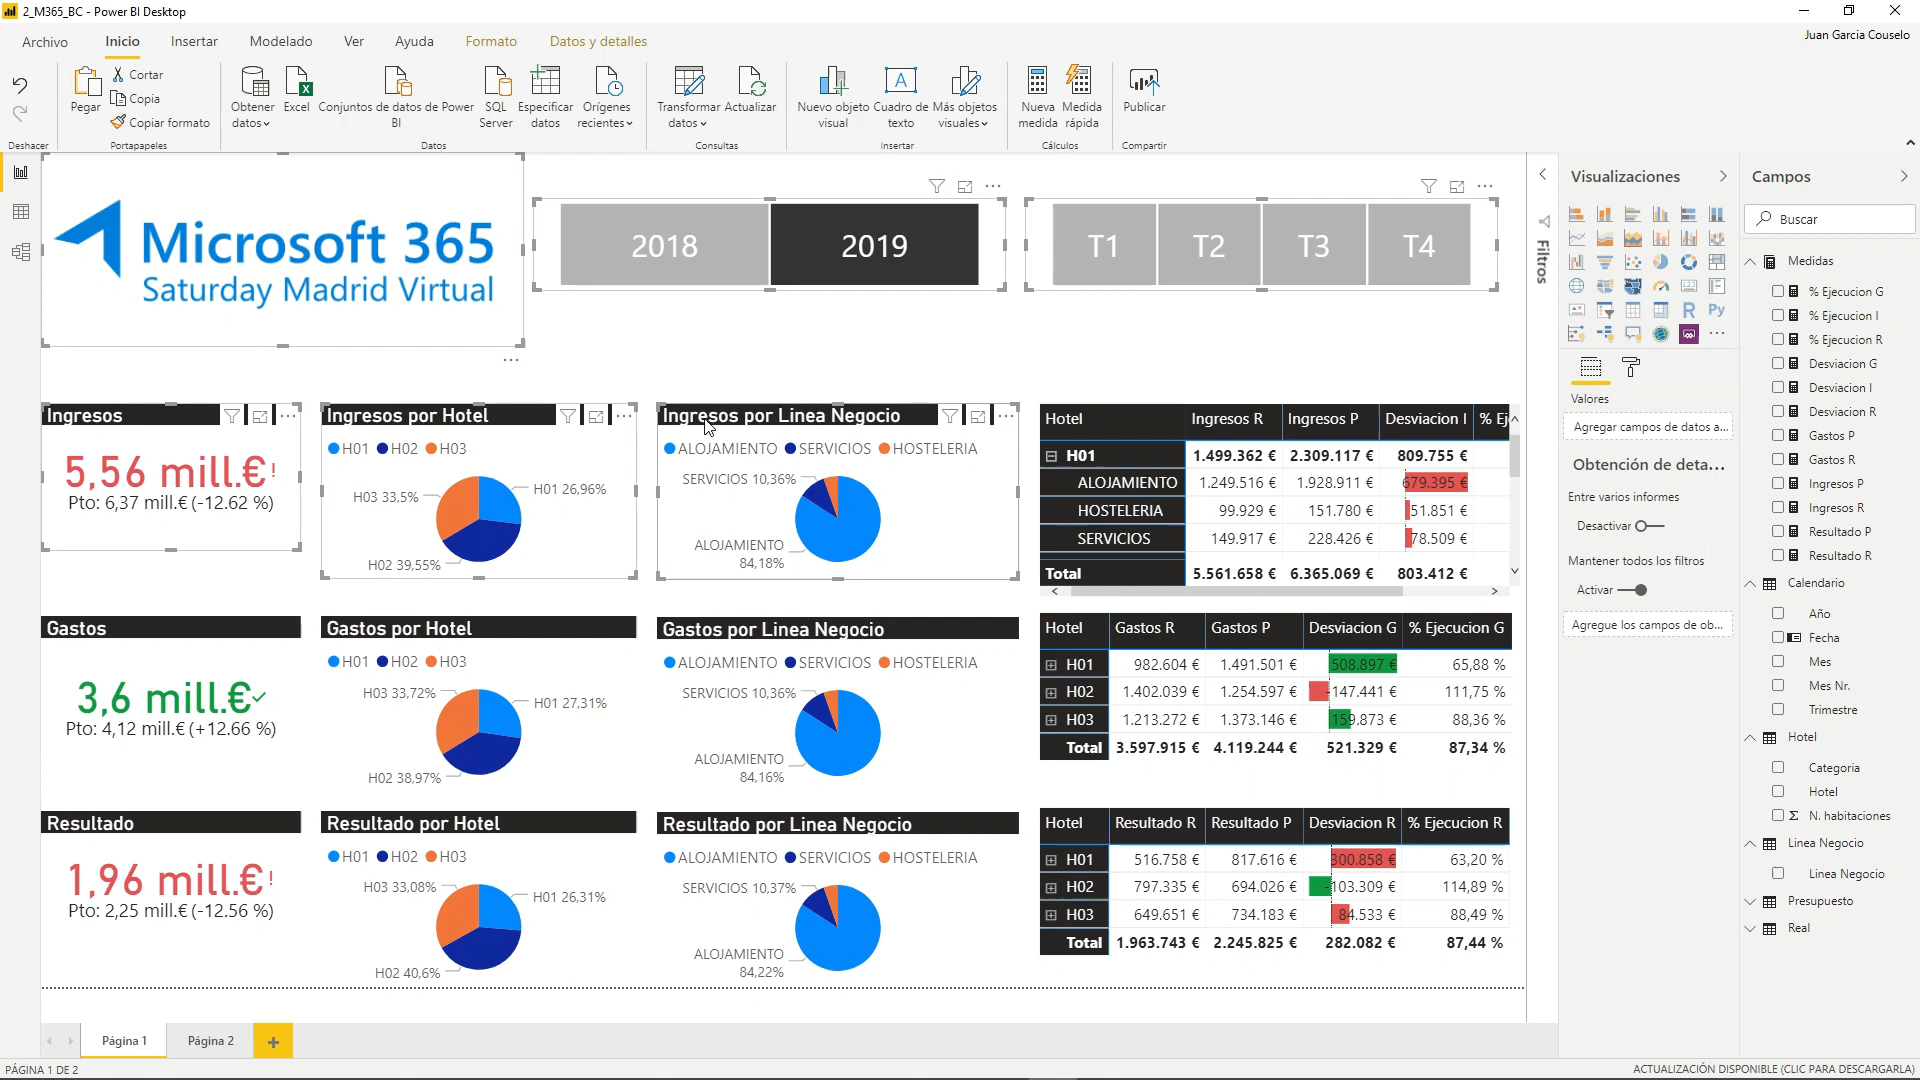 2_M365_BC - Power BI Desktop
Juan Garcia Couselo
Archivo Inicio Insertar Modelado Ver Ayuda Formato Datos y detalles
Deshacer
Pegar
Cortar
Copia
Copiar formato
Portapapeles
Obtener datos
Excel
Conjuntos de datos de Power BI
SQL Server
Especificar datos
Orígenes recientes
Datos
Transformar datos
Actualizar
Consultas
Nuevo objeto visual
Cuadro de texto
Más objetos visuales
Insertar
Nueva medida
Medida rápida
Cálculos
Publicar
Compartir
Microsoft 365
Saturday Madrid Virtual
2018 2019
T1 T2 T3 T4
Ingresos
5,56 mill.€!
Pto: 6,37 mill.€ (-12.62 %)
Ingresos por Hotel
H01 H02 H03
H03 33,5%
H01 26,96%
H02 39,55%
Ingresos por Linea Negocio
ALOJAMIENTO SERVICIOS HOSTELERIA
SERVICIOS 10,36%
ALOJAMIENTO
84,18%
Hotel Ingresos R Ingresos P Desviacion I % Ej
H01 1.499.362 € 2.309.117 € 809.755 €
ALOJAMIENTO 1.249.516 € 1.928.911 € 679.395 €
HOSTELERIA 99.929 € 151.780 € 51.851 €
SERVICIOS 149.917 € 228.426 € 78.509 €
Total 5.561.658 € 6.365.069 € 803.412 €
Gastos
3,6 mill.€✓
Pto: 4,12 mill.€ (+12.66 %)
Gastos por Hotel
H01 H02 H03
H03 33,72%
H01 27,31%
H02 38,97%
Gastos por Linea Negocio
ALOJAMIENTO SERVICIOS HOSTELERIA
SERVICIOS 10,36%
ALOJAMIENTO
84,16%
Hotel Gastos R Gastos P Desviacion G % Ejecucion G
H01 982.604 € 1.491.501 € 508.897 € 65,88 %
H02 1.402.039 € 1.254.597 € -147.441 € 111,75 %
H03 1.213.272 € 1.373.146 € 159.873 € 88,36 %
Total 3.597.915 € 4.119.244 € 521.329 € 87,34 %
Resultado
1,96 mill.€!
Pto: 2,25 mill.€ (-12.56 %)
Resultado por Hotel
H01 H02 H03
H03 33,08%
H01 26,31%
H02 40,6%
Resultado por Linea Negocio
ALOJAMIENTO SERVICIOS HOSTELERIA
SERVICIOS 10,37%
ALOJAMIENTO
84,22%
Hotel Resultado R Resultado P Desviacion R % Ejecucion R
H01 516.758 € 817.616 € 300.858 € 63,20 %
H02 797.335 € 694.026 € -103.309 € 114,89 %
H03 649.651 € 734.183 € 84.533 € 88,49 %
Total 1.963.743 € 2.245.825 € 282.082 € 87,44 %
Filtros
Visualizaciones
R Py
Valores
Agregar campos de datos a...
Obtención de deta...
Entre varios informes
Desactivar
Mantener todos los filtros
Activar
Agregue los campos de ob...
Campos
Buscar
Medidas
% Ejecucion G
% Ejecucion I
% Ejecucion R
Desviacion G
Desviacion I
Desviacion R
Gastos P
Gastos R
Ingresos P
Ingresos R
Resultado P
Resultado R
Calendario
Año
Fecha
Mes
Mes Nr.
Trimestre
Hotel
Categoria
Hotel
Σ N. habitaciones
Linea Negocio
Linea Negocio
Presupuesto
Real
Página 1 Página 2 +
PÁGINA 1 DE 2
ACTUALIZACIÓN DISPONIBLE (CLIC PARA DESCARGARLA)